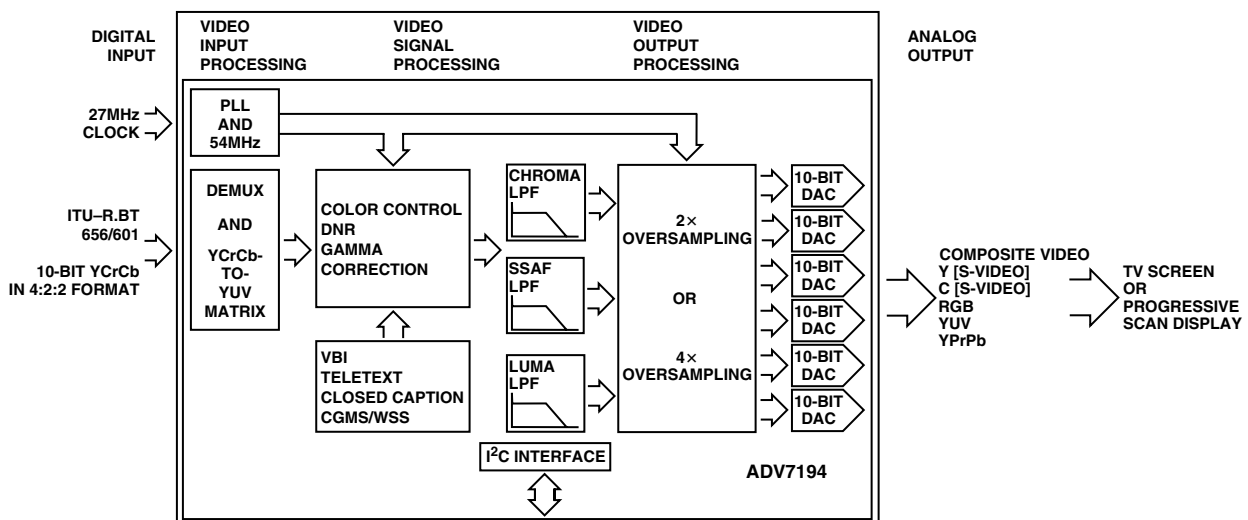 DIGITAL
INPUT
VIDEO
INPUT
PROCESSING
VIDEO
SIGNAL
PROCESSING
VIDEO
OUTPUT
PROCESSING
ANALOG
OUTPUT
27MHz
CLOCK
PLL
AND
54MHz
ITU–R.BT
656/601
10-BIT YCrCb
IN 4:2:2 FORMAT
DEMUX
AND
YCrCb-
TO-
YUV
MATRIX
COLOR CONTROL
DNR
GAMMA
CORRECTION
VBI
TELETEXT
CLOSED CAPTION
CGMS/WSS
CHROMA
LPF
SSAF
LPF
LUMA
LPF
I²C INTERFACE
2×
OVERSAMPLING
OR
4×
OVERSAMPLING
10-BIT
DAC
10-BIT
DAC
10-BIT
DAC
10-BIT
DAC
10-BIT
DAC
10-BIT
DAC
ADV7194
COMPOSITE VIDEO
Y [S-VIDEO]
C [S-VIDEO]
RGB
YUV
YPrPb
TV SCREEN
OR
PROGRESSIVE
SCAN DISPLAY